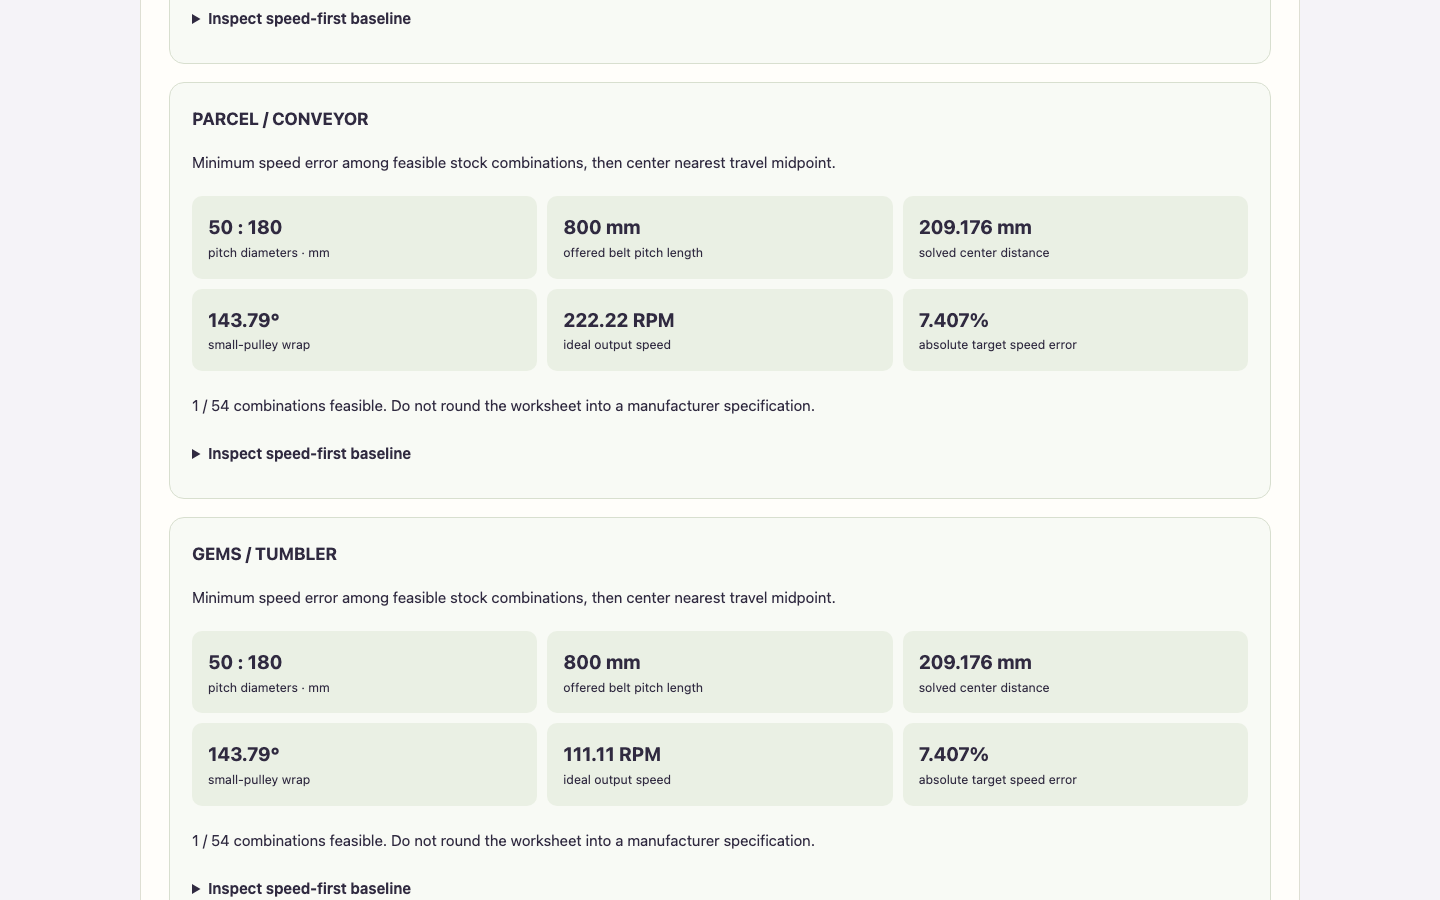 ▶ Inspect speed-first baseline
PARCEL / CONVEYOR
Minimum speed error among feasible stock combinations, then center nearest travel midpoint.
50 : 180
pitch diameters · mm
800 mm
offered belt pitch length
209.176 mm
solved center distance
143.79°
small-pulley wrap
222.22 RPM
ideal output speed
7.407%
absolute target speed error
1 / 54 combinations feasible. Do not round the worksheet into a manufacturer specification.
▶ Inspect speed-first baseline
GEMS / TUMBLER
Minimum speed error among feasible stock combinations, then center nearest travel midpoint.
50 : 180
pitch diameters · mm
800 mm
offered belt pitch length
209.176 mm
solved center distance
143.79°
small-pulley wrap
111.11 RPM
ideal output speed
7.407%
absolute target speed error
1 / 54 combinations feasible. Do not round the worksheet into a manufacturer specification.
▶ Inspect speed-first baseline